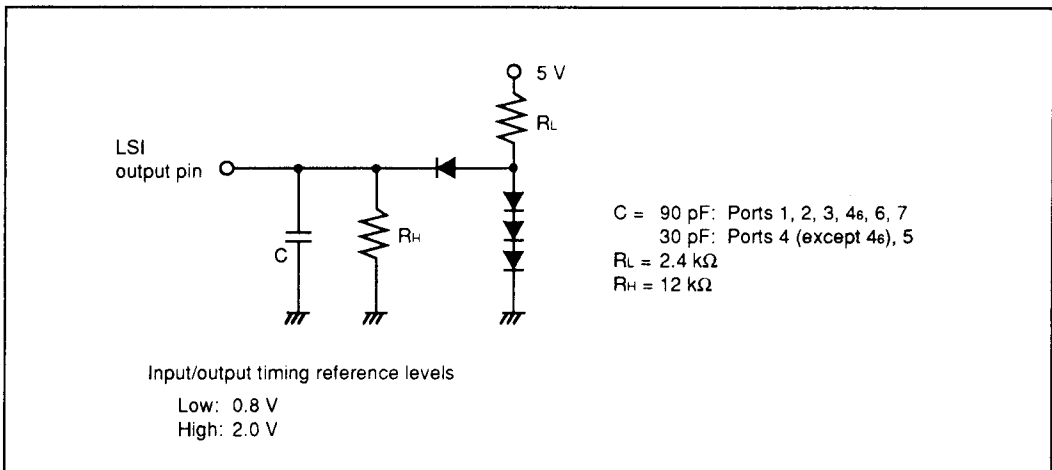 5 V
RL
LSI
output pin
C
RH
C = 90 pF: Ports 1, 2, 3, 46, 6, 7
30 pF: Ports 4 (except 46), 5
RL = 2.4 kΩ
RH = 12 kΩ
Input/output timing reference levels
Low: 0.8 V
High: 2.0 V